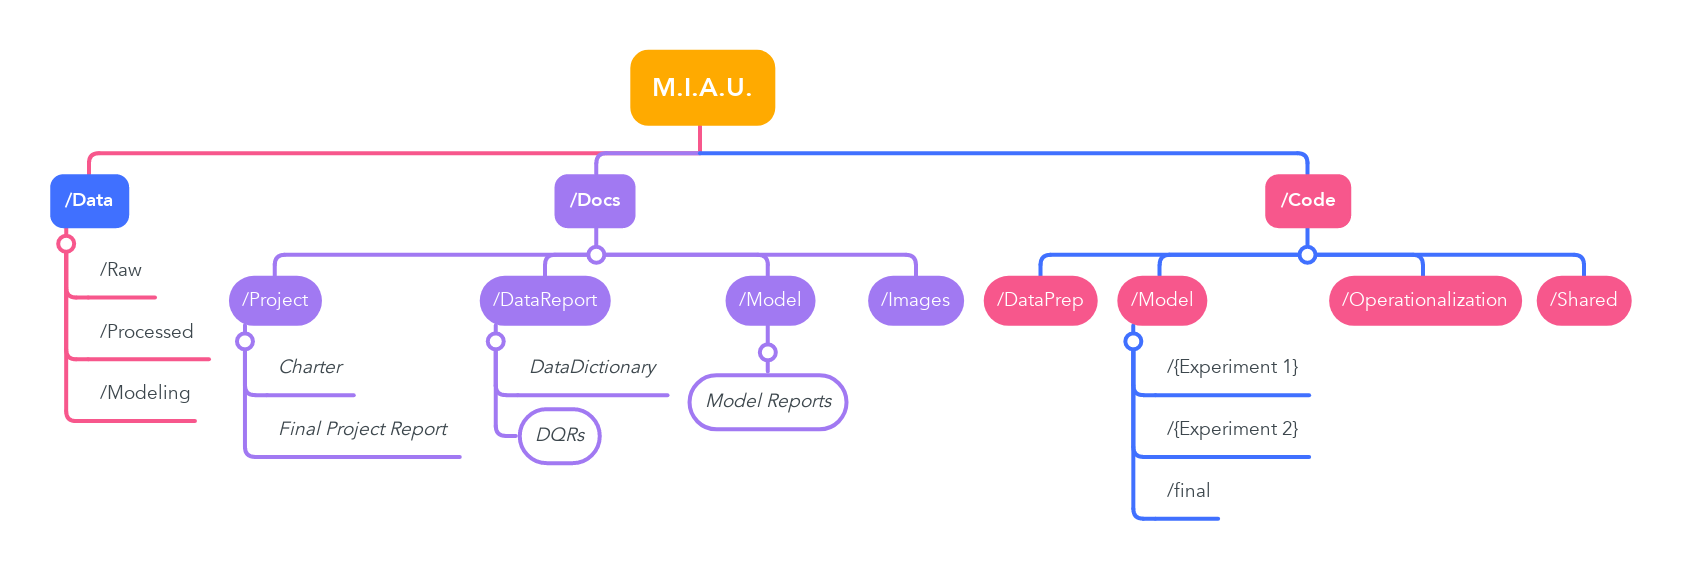 M.I.A.U.
/Data
/Docs
/Code
/Raw
/Processed
/Modeling
/Project
/DataReport
/Model
/Images
/DataPrep
/Model
/Operationalization
/Shared
Charter
Final Project Report
DataDictionary
DQRs
Model Reports
/{Experiment 1}
/{Experiment 2}
/final